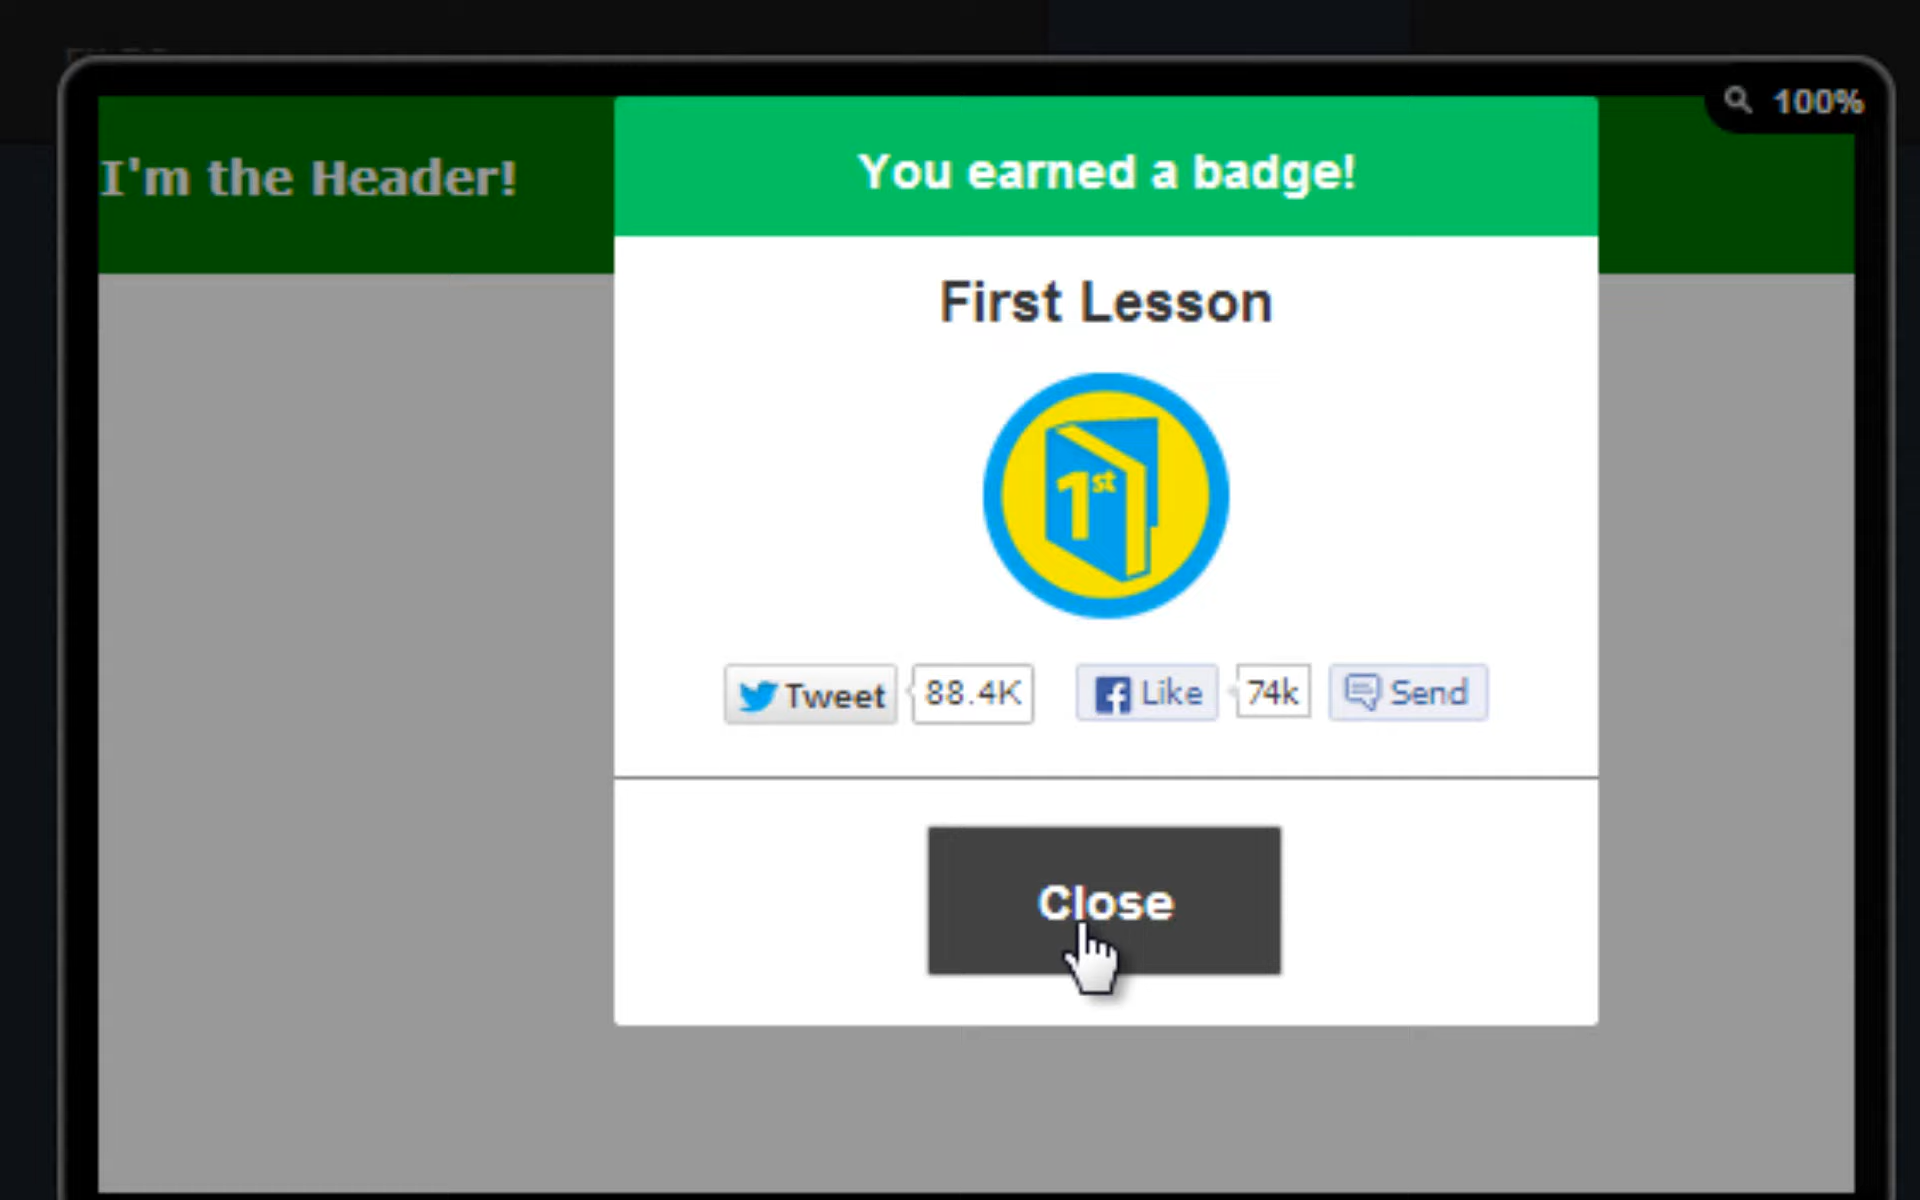 100%
I'm the Header!
You earned a badge!
First Lesson
1st
Tweet 88.4K Like 74k Send
Close